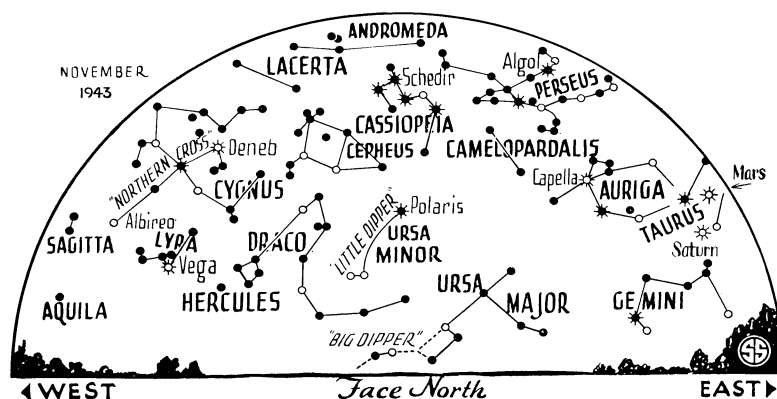 NOVEMBER
1943
ANDROMEDA
LACERTA
Schedir
Algol
PERSEUS
CASSIOPEIA
CEPHEUS
CAMELOPARDALIS
"NORTHERN CROSS"
Deneb
CYGNUS
Capella
AURIGA
Mars
TAURUS
Saturn
Albireo
SAGITTA
LYRA
Vega
DRACO
"LITTLE DIPPER"
Polaris
URSA
MINOR
AQUILA
HERCULES
URSA MAJOR
GEMINI
"BIG DIPPER"
SS
WEST
Face North
EAST